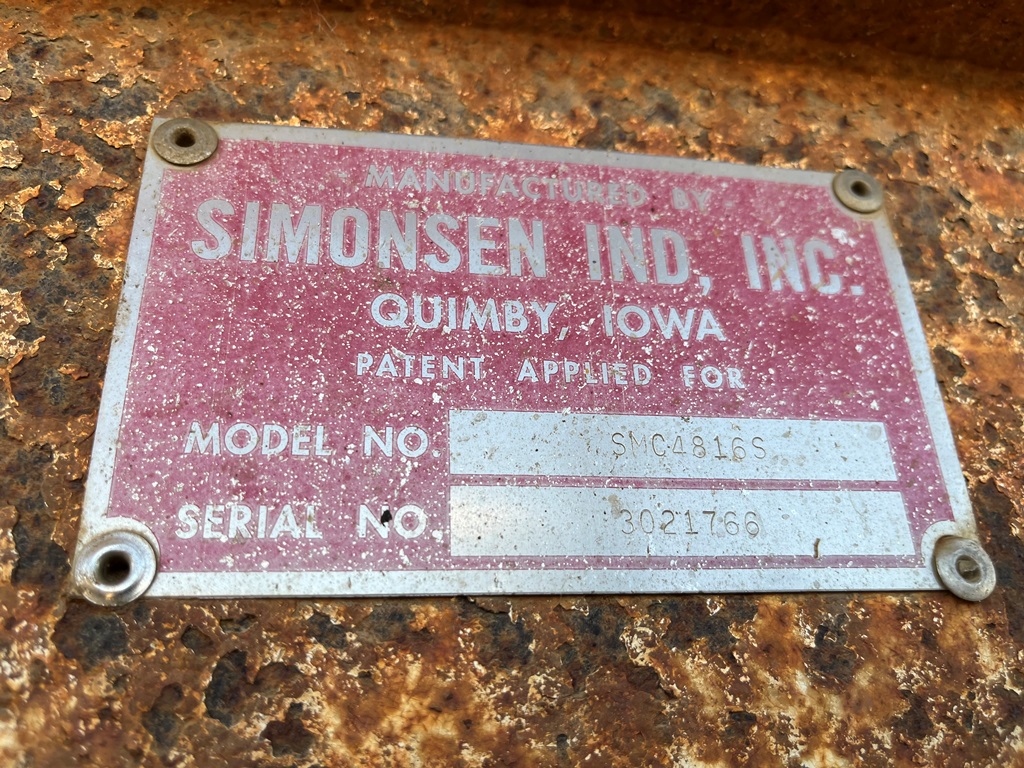 MANUFACTURED BY
SIMONSEN IND, INC.
QUIMBY, IOWA
PATENT APPLIED FOR
MODEL NO. SMC4816S
SERIAL NO. 3021766